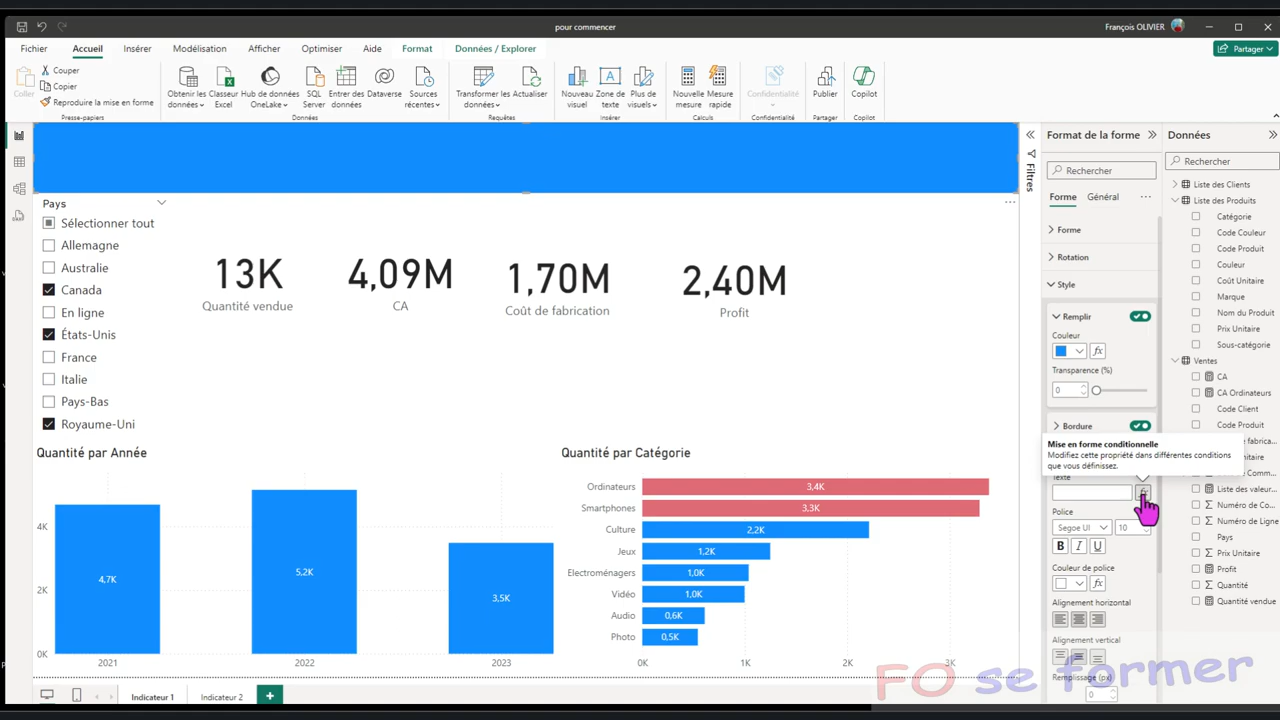 pour commencer
François OLIVIER
Fichier
Accueil
Insérer
Modélisation
Afficher
Optimiser
Aide
Format
Données / Explorer
Partager
Coller
Couper
Copier
Reproduire la mise en forme
Presse-papiers
Obtenir les données
Classeur Excel
Hub de données OneLake
SQL Server
Entrer des données
Dataverse
Sources récentes
Données
Transformer les données
Actualiser
Requêtes
Nouveau visuel
Zone de texte
Plus de visuels
Insérer
Nouvelle mesure
Mesure rapide
Calculs
Confidentialité
Confidentialité
Publier
Partager
Copilot
Copilot
Pays
Sélectionner tout
Allemagne
Australie
Canada
En ligne
États-Unis
France
Italie
Pays-Bas
Royaume-Uni
13K
Quantité vendue
4,09M
CA
1,70M
Coût de fabrication
2,40M
Profit
Quantité par Année
4K
2K
0K
4,7K
5,2K
3,5K
2021
2022
2023
Quantité par Catégorie
Ordinateurs
3,4K
Smartphones
3,3K
Culture
2,2K
Jeux
1,2K
Electroménagers
1,0K
Vidéo
1,0K
Audio
0,6K
Photo
0,5K
0K
1K
2K
3K
Indicateur 1
Indicateur 2
Filtres
Format de la forme
Rechercher
Forme
Général
Forme
Rotation
Style
Remplir
Couleur
fx
Transparence (%)
0
Bordure
Mise en forme conditionnelle
Modifiez cette propriété dans différentes conditions
que vous définissez.
Texte
Police
Segoe UI
10
B
I
U
Couleur de police
fx
Alignement horizontal
Alignement vertical
Remplissage (px)
0
Données
Rechercher
Liste des Clients
Liste des Produits
Catégorie
Code Couleur
Code Produit
Couleur
Coût Unitaire
Marque
Nom du Produit
Prix Unitaire
Sous-catégorie
Ventes
CA
CA Ordinateurs
Code Client
Code Produit
Liste des valeur...
Numéro de Co...
Numéro de Ligne
Pays
Prix Unitaire
Profit
Quantité
Quantité vendue
FO se former